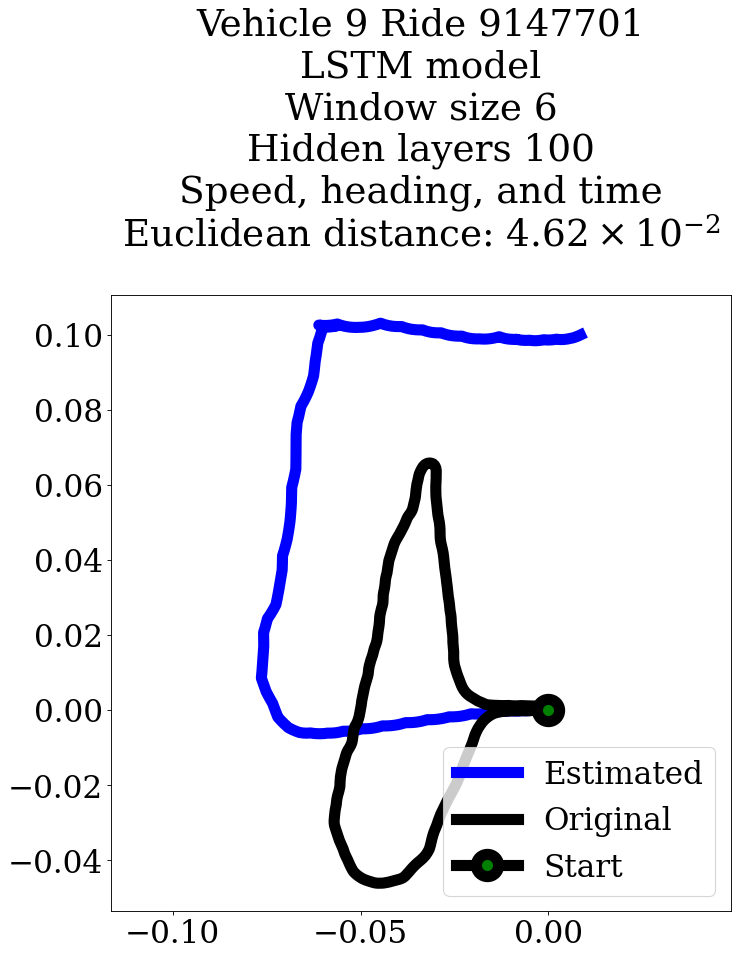 Vehicle 9 Ride 9147701
LSTM model
Window size 6
Hidden layers 100
Speed, heading, and time
Euclidean distance: 4.62 × 10⁻²
0.10
0.08
0.06
0.04
0.02
0.00
−0.02
−0.04
Estimated
Original
Start
−0.10
−0.05
0.00